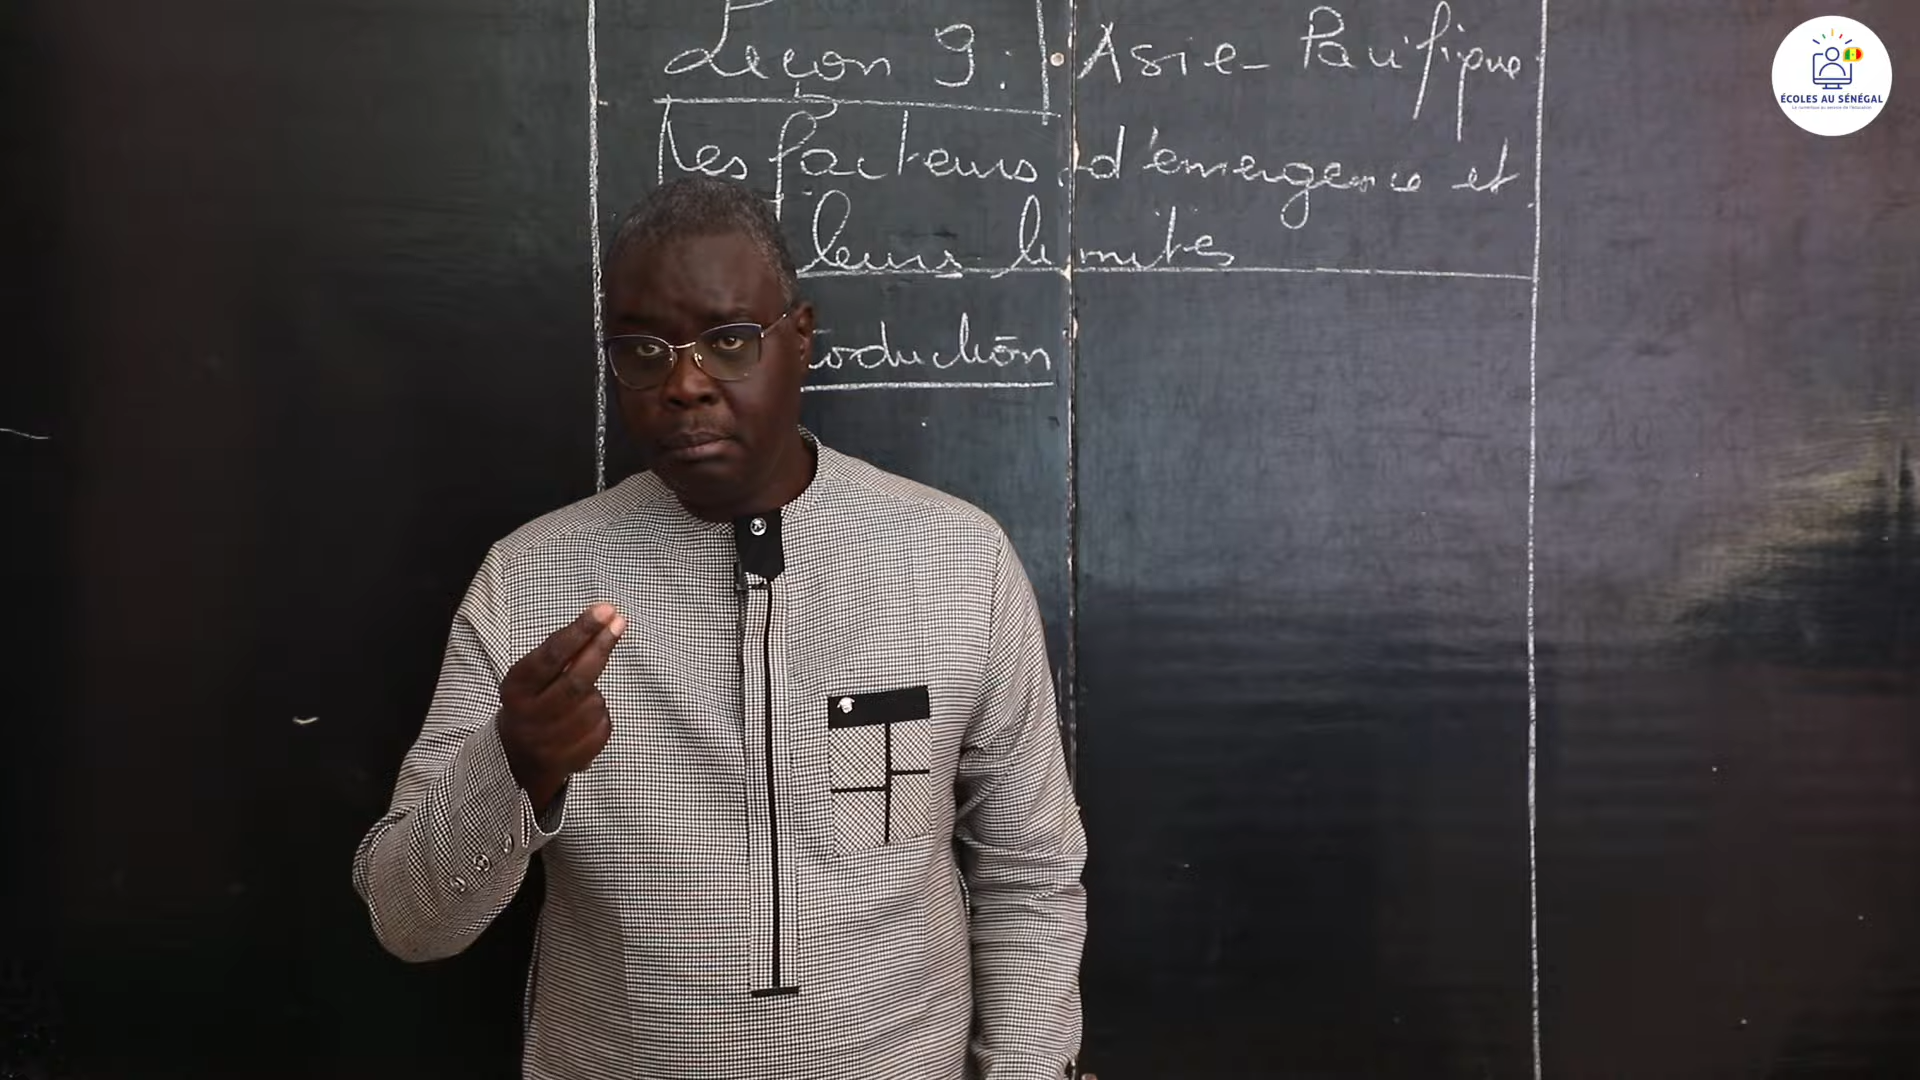 Leçon 9 : Asie-Pacifique
Les facteurs d'émergence et
leurs limites
oduction
ÉCOLES AU SÉNÉGAL